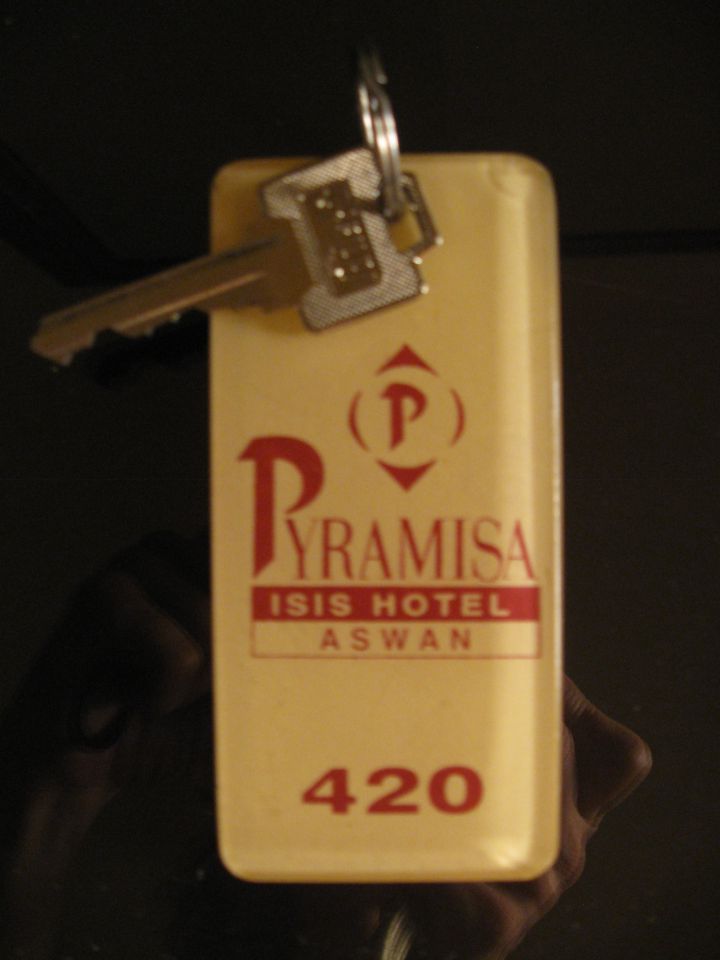 P
PYRAMISA
ISIS HOTEL
ASWAN
420